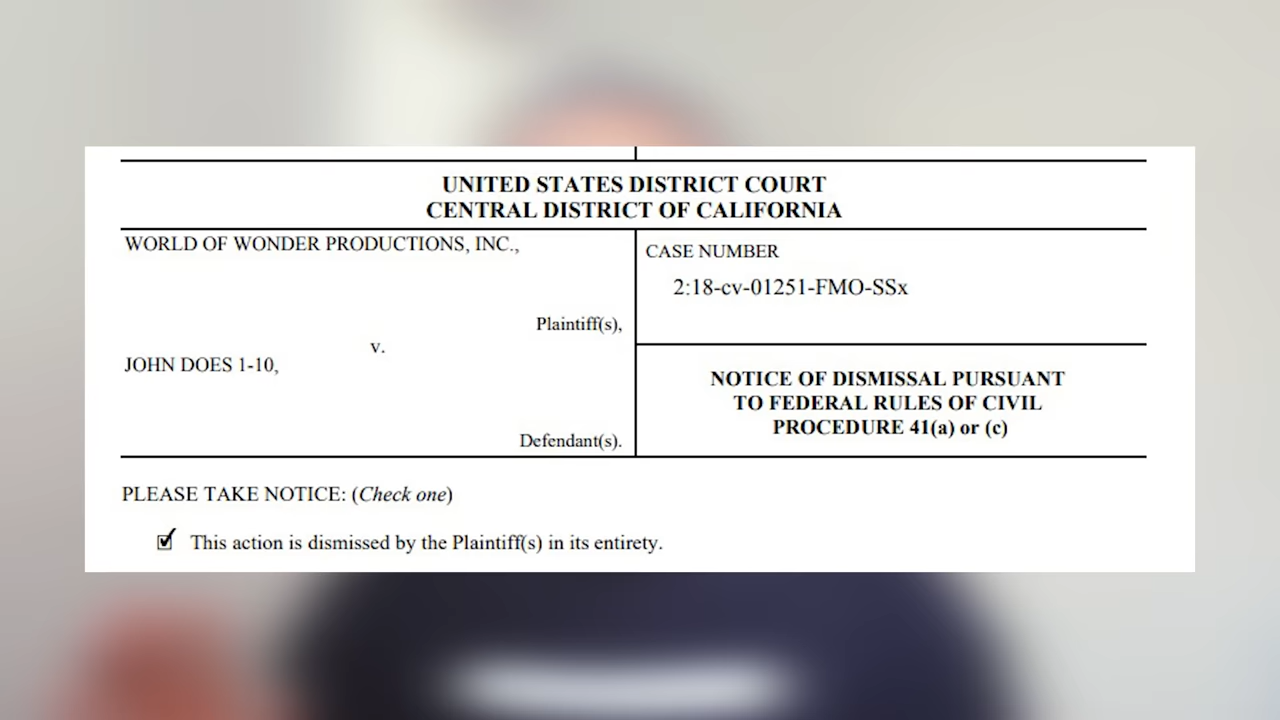 UNITED STATES DISTRICT COURT
CENTRAL DISTRICT OF CALIFORNIA
WORLD OF WONDER PRODUCTIONS, INC.,
Plaintiff(s),
v.
JOHN DOES 1-10,
Defendant(s).
CASE NUMBER
2:18-cv-01251-FMO-SSx
NOTICE OF DISMISSAL PURSUANT
TO FEDERAL RULES OF CIVIL
PROCEDURE 41(a) or (c)
PLEASE TAKE NOTICE: (Check one)
☑ This action is dismissed by the Plaintiff(s) in its entirety.